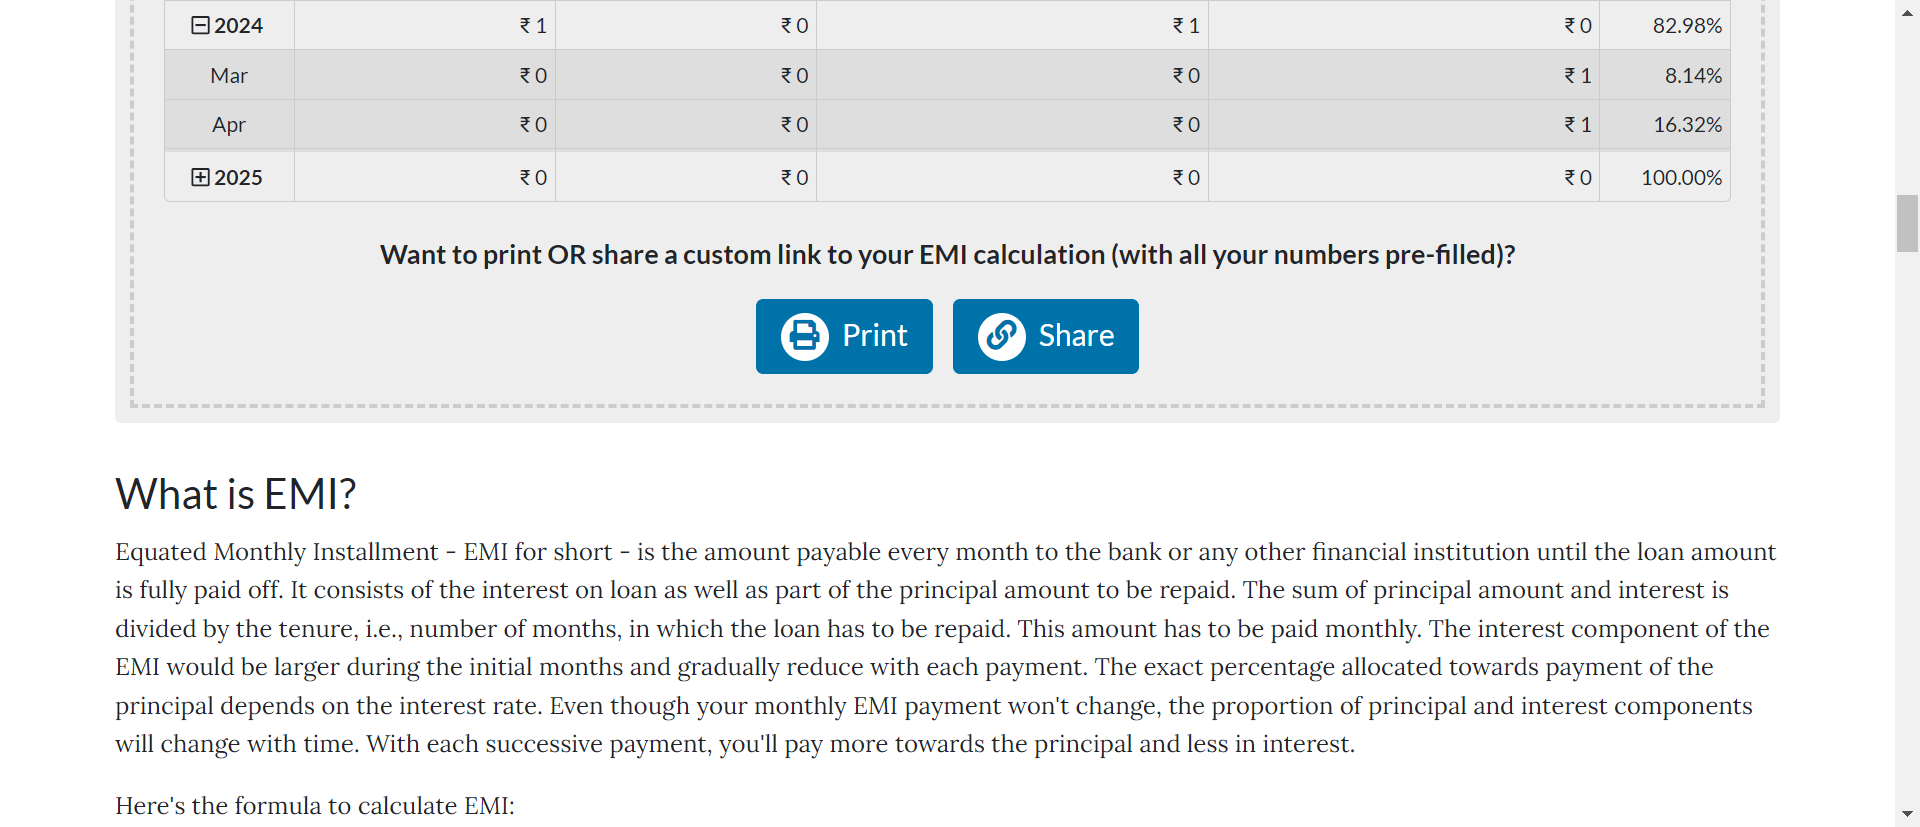 2024 ₹ 1 ₹ 0 ₹ 1 ₹ 0 82.98%
Mar ₹ 0 ₹ 0 ₹ 0 ₹ 1 8.14%
Apr ₹ 0 ₹ 0 ₹ 0 ₹ 1 16.32%
2025 ₹ 0 ₹ 0 ₹ 0 ₹ 0 100.00%
Want to print OR share a custom link to your EMI calculation (with all your numbers pre-filled)?
Print Share
What is EMI?
Equated Monthly Installment - EMI for short - is the amount payable every month to the bank or any other financial institution until the loan amount
is fully paid off. It consists of the interest on loan as well as part of the principal amount to be repaid. The sum of principal amount and interest is
divided by the tenure, i.e., number of months, in which the loan has to be repaid. This amount has to be paid monthly. The interest component of the
EMI would be larger during the initial months and gradually reduce with each payment. The exact percentage allocated towards payment of the
principal depends on the interest rate. Even though your monthly EMI payment won't change, the proportion of principal and interest components
will change with time. With each successive payment, you'll pay more towards the principal and less in interest.
Here's the formula to calculate EMI: